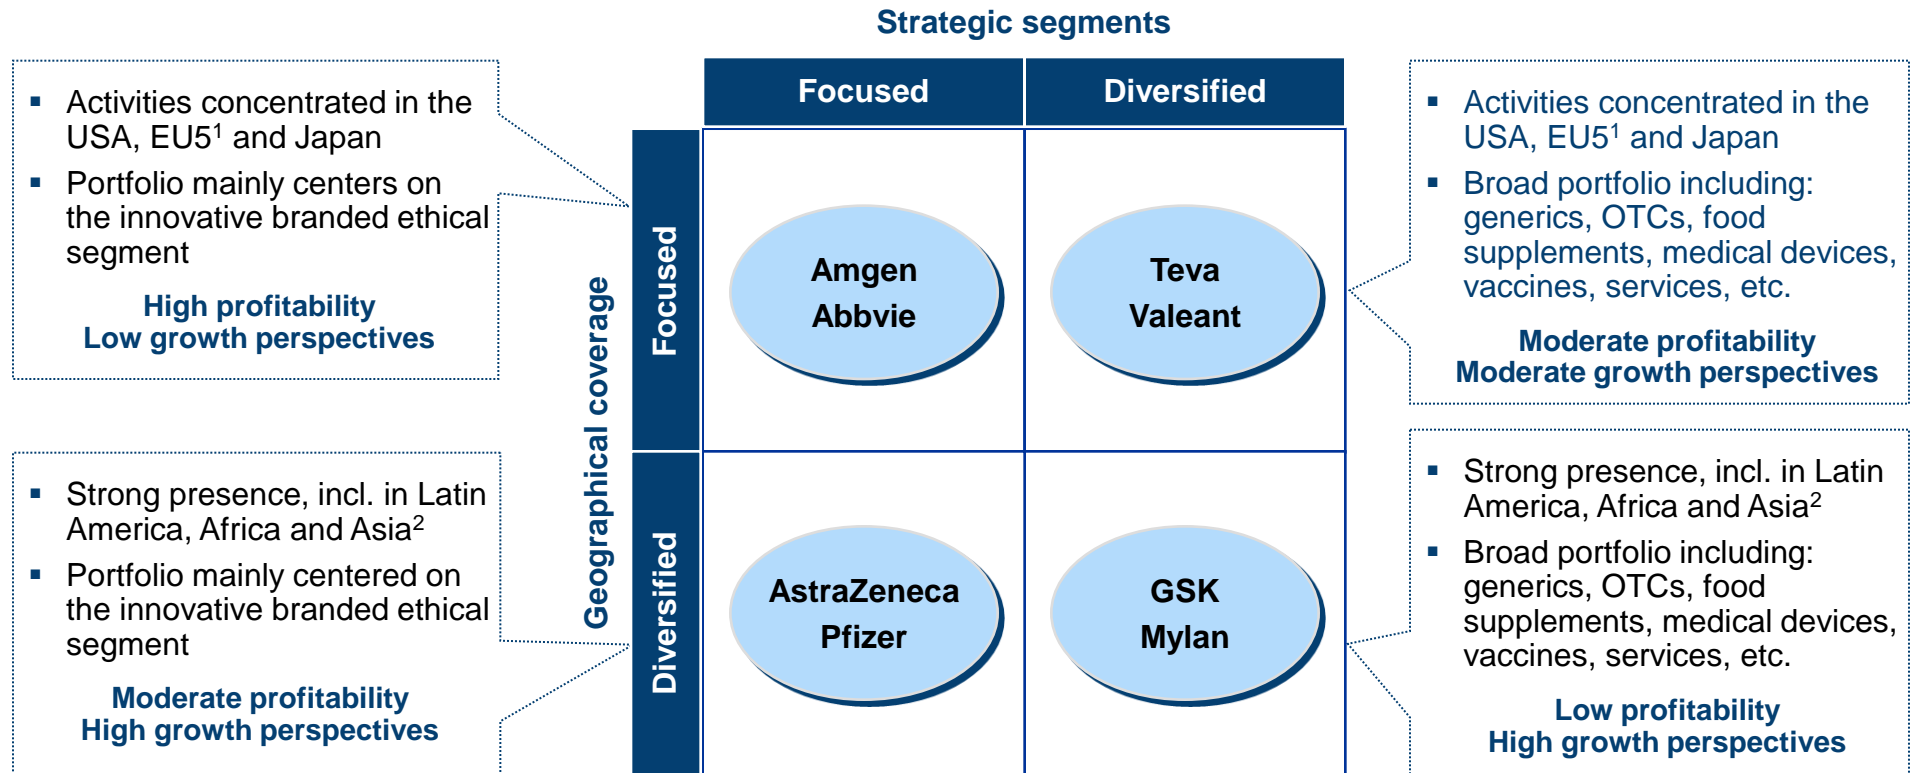 Strategic segments
Focused
Diversified
Geographical coverage
Focused
Diversified
▪ Activities concentrated in the
USA, EU5¹ and Japan
▪ Portfolio mainly centers on
the innovative branded ethical
segment
High profitability
Low growth perspectives
Amgen
Abbvie
Teva
Valeant
▪ Activities concentrated in the
USA, EU5¹ and Japan
▪ Broad portfolio including:
generics, OTCs, food
supplements, medical devices,
vaccines, services, etc.
Moderate profitability
Moderate growth perspectives
▪ Strong presence, incl. in Latin
America, Africa and Asia²
▪ Portfolio mainly centered on
the innovative branded ethical
segment
Moderate profitability
High growth perspectives
AstraZeneca
Pfizer
GSK
Mylan
▪ Strong presence, incl. in Latin
America, Africa and Asia²
▪ Broad portfolio including:
generics, OTCs, food
supplements, medical devices,
vaccines, services, etc.
Low profitability
High growth perspectives